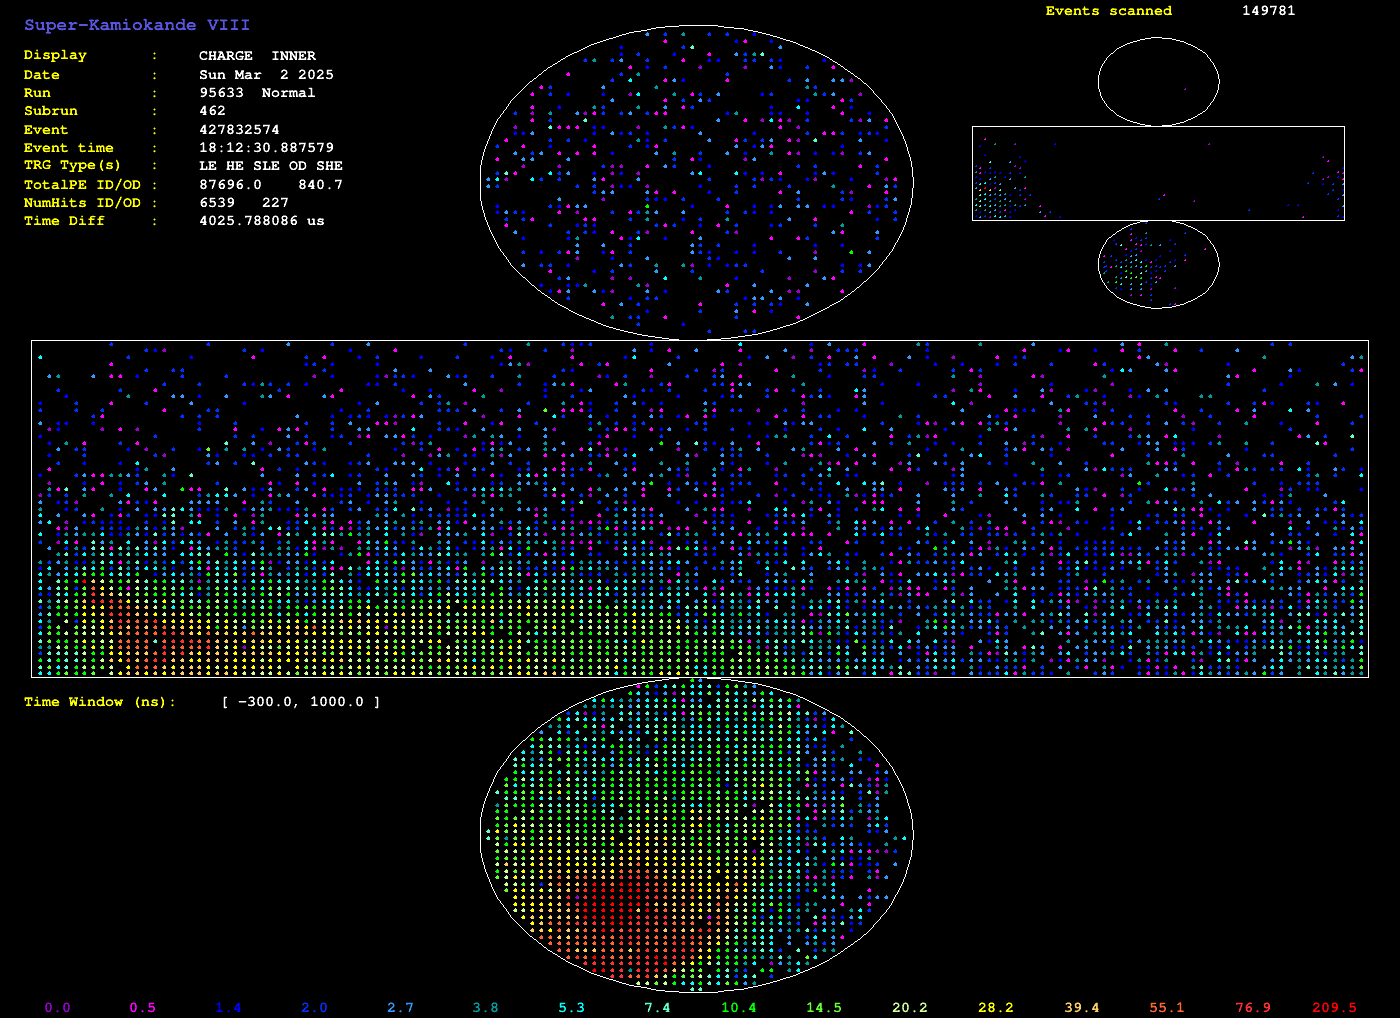 Super-Kamiokande VIII
Events scanned 149781
Display : CHARGE INNER
Date : Sun Mar 2 2025
Run : 95633 Normal
Subrun : 462
Event : 427832574
Event time : 18:12:30.887579
TRG Type(s) : LE HE SLE OD SHE
TotalPE ID/OD : 87696.0 840.7
NumHits ID/OD : 6539 227
Time Diff : 4025.788086 us
Time Window (ns): [ -300.0, 1000.0 ]
0.0 0.5 1.4 2.0 2.7 3.8 5.3 7.4 10.4 14.5 20.2 28.2 39.4 55.1 76.9 209.5